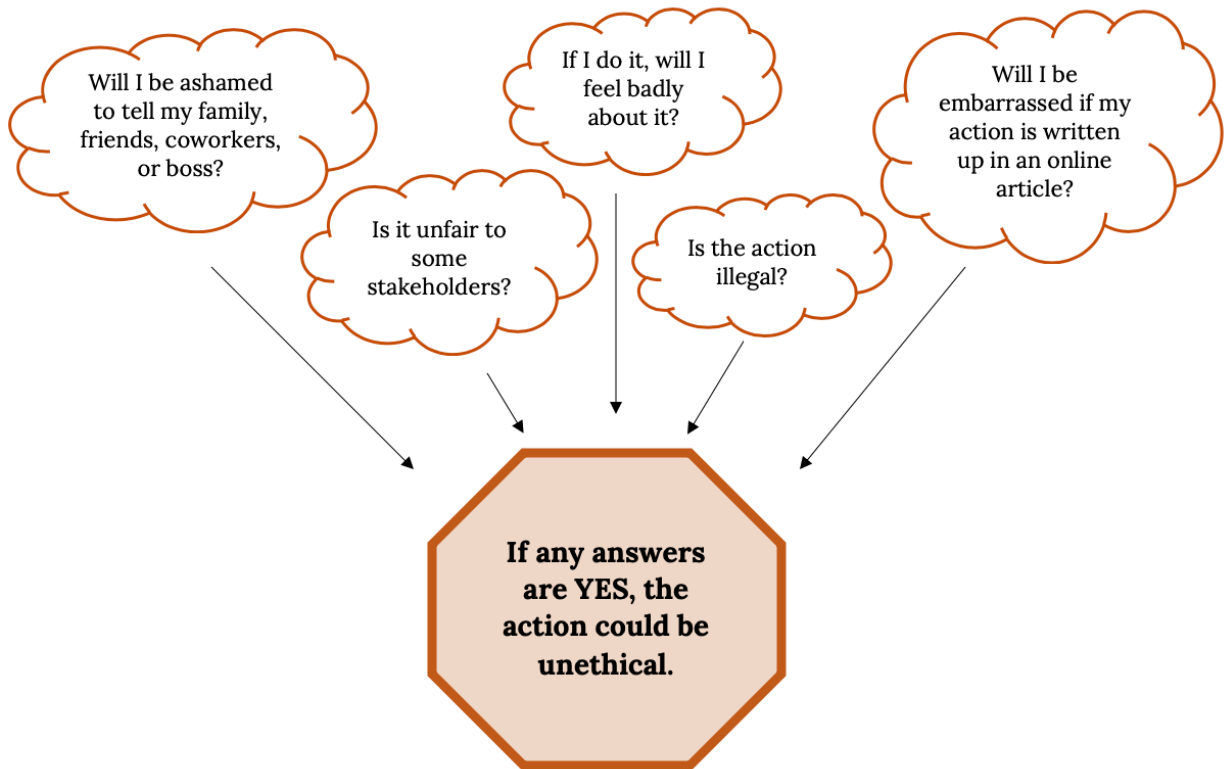 Will I be ashamed
to tell my family,
friends, coworkers,
or boss?
Is it unfair to
some
stakeholders?
If I do it, will I
feel badly
about it?
Is the action
illegal?
Will I be
embarrassed if my
action is written
up in an online
article?
If any answers
are YES, the
action could be
unethical.